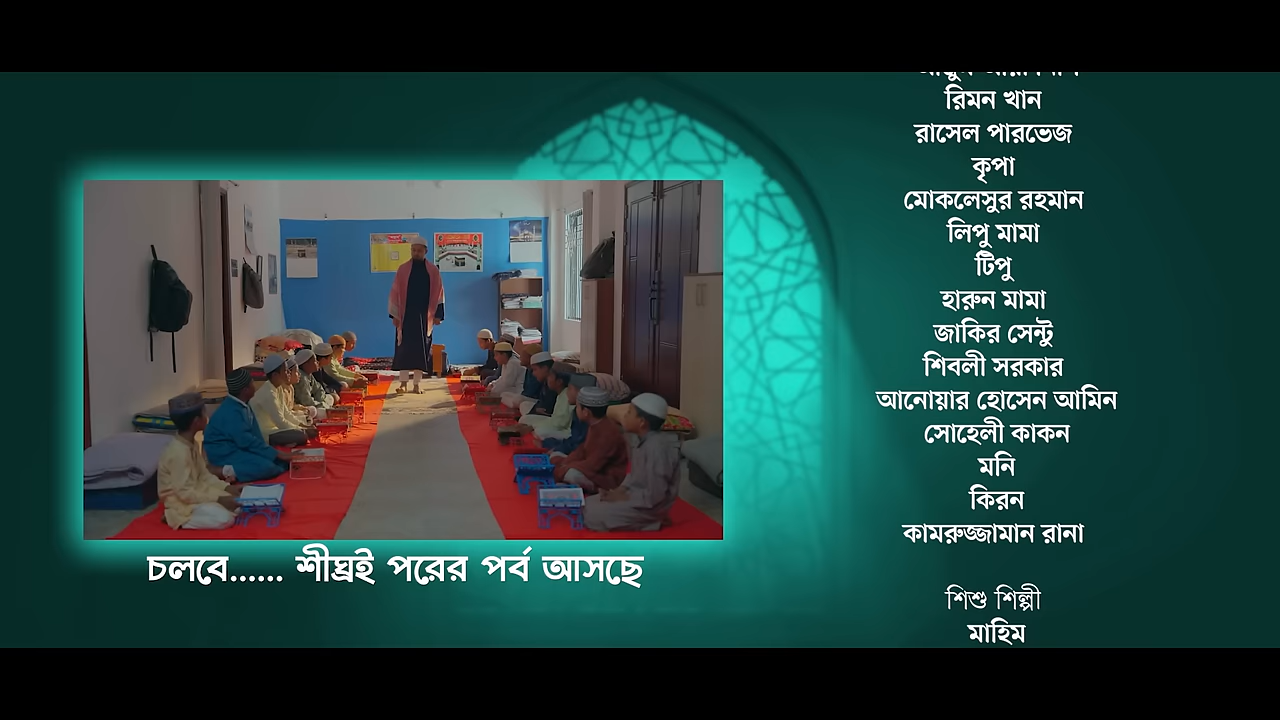 চলবে...... শীঘ্রই পরের পর্ব আসছে
রিমন খান
রাসেল পারভেজ
কৃপা
মোকলেসুর রহমান
লিপু মামা
টিপু
হারুন মামা
জাকির সেন্টু
শিবলী সরকার
আনোয়ার হোসেন আমিন
সোহেলী কাকন
মনি
কিরন
কামরুজ্জামান রানা
শিশু শিল্পী
মাহিম